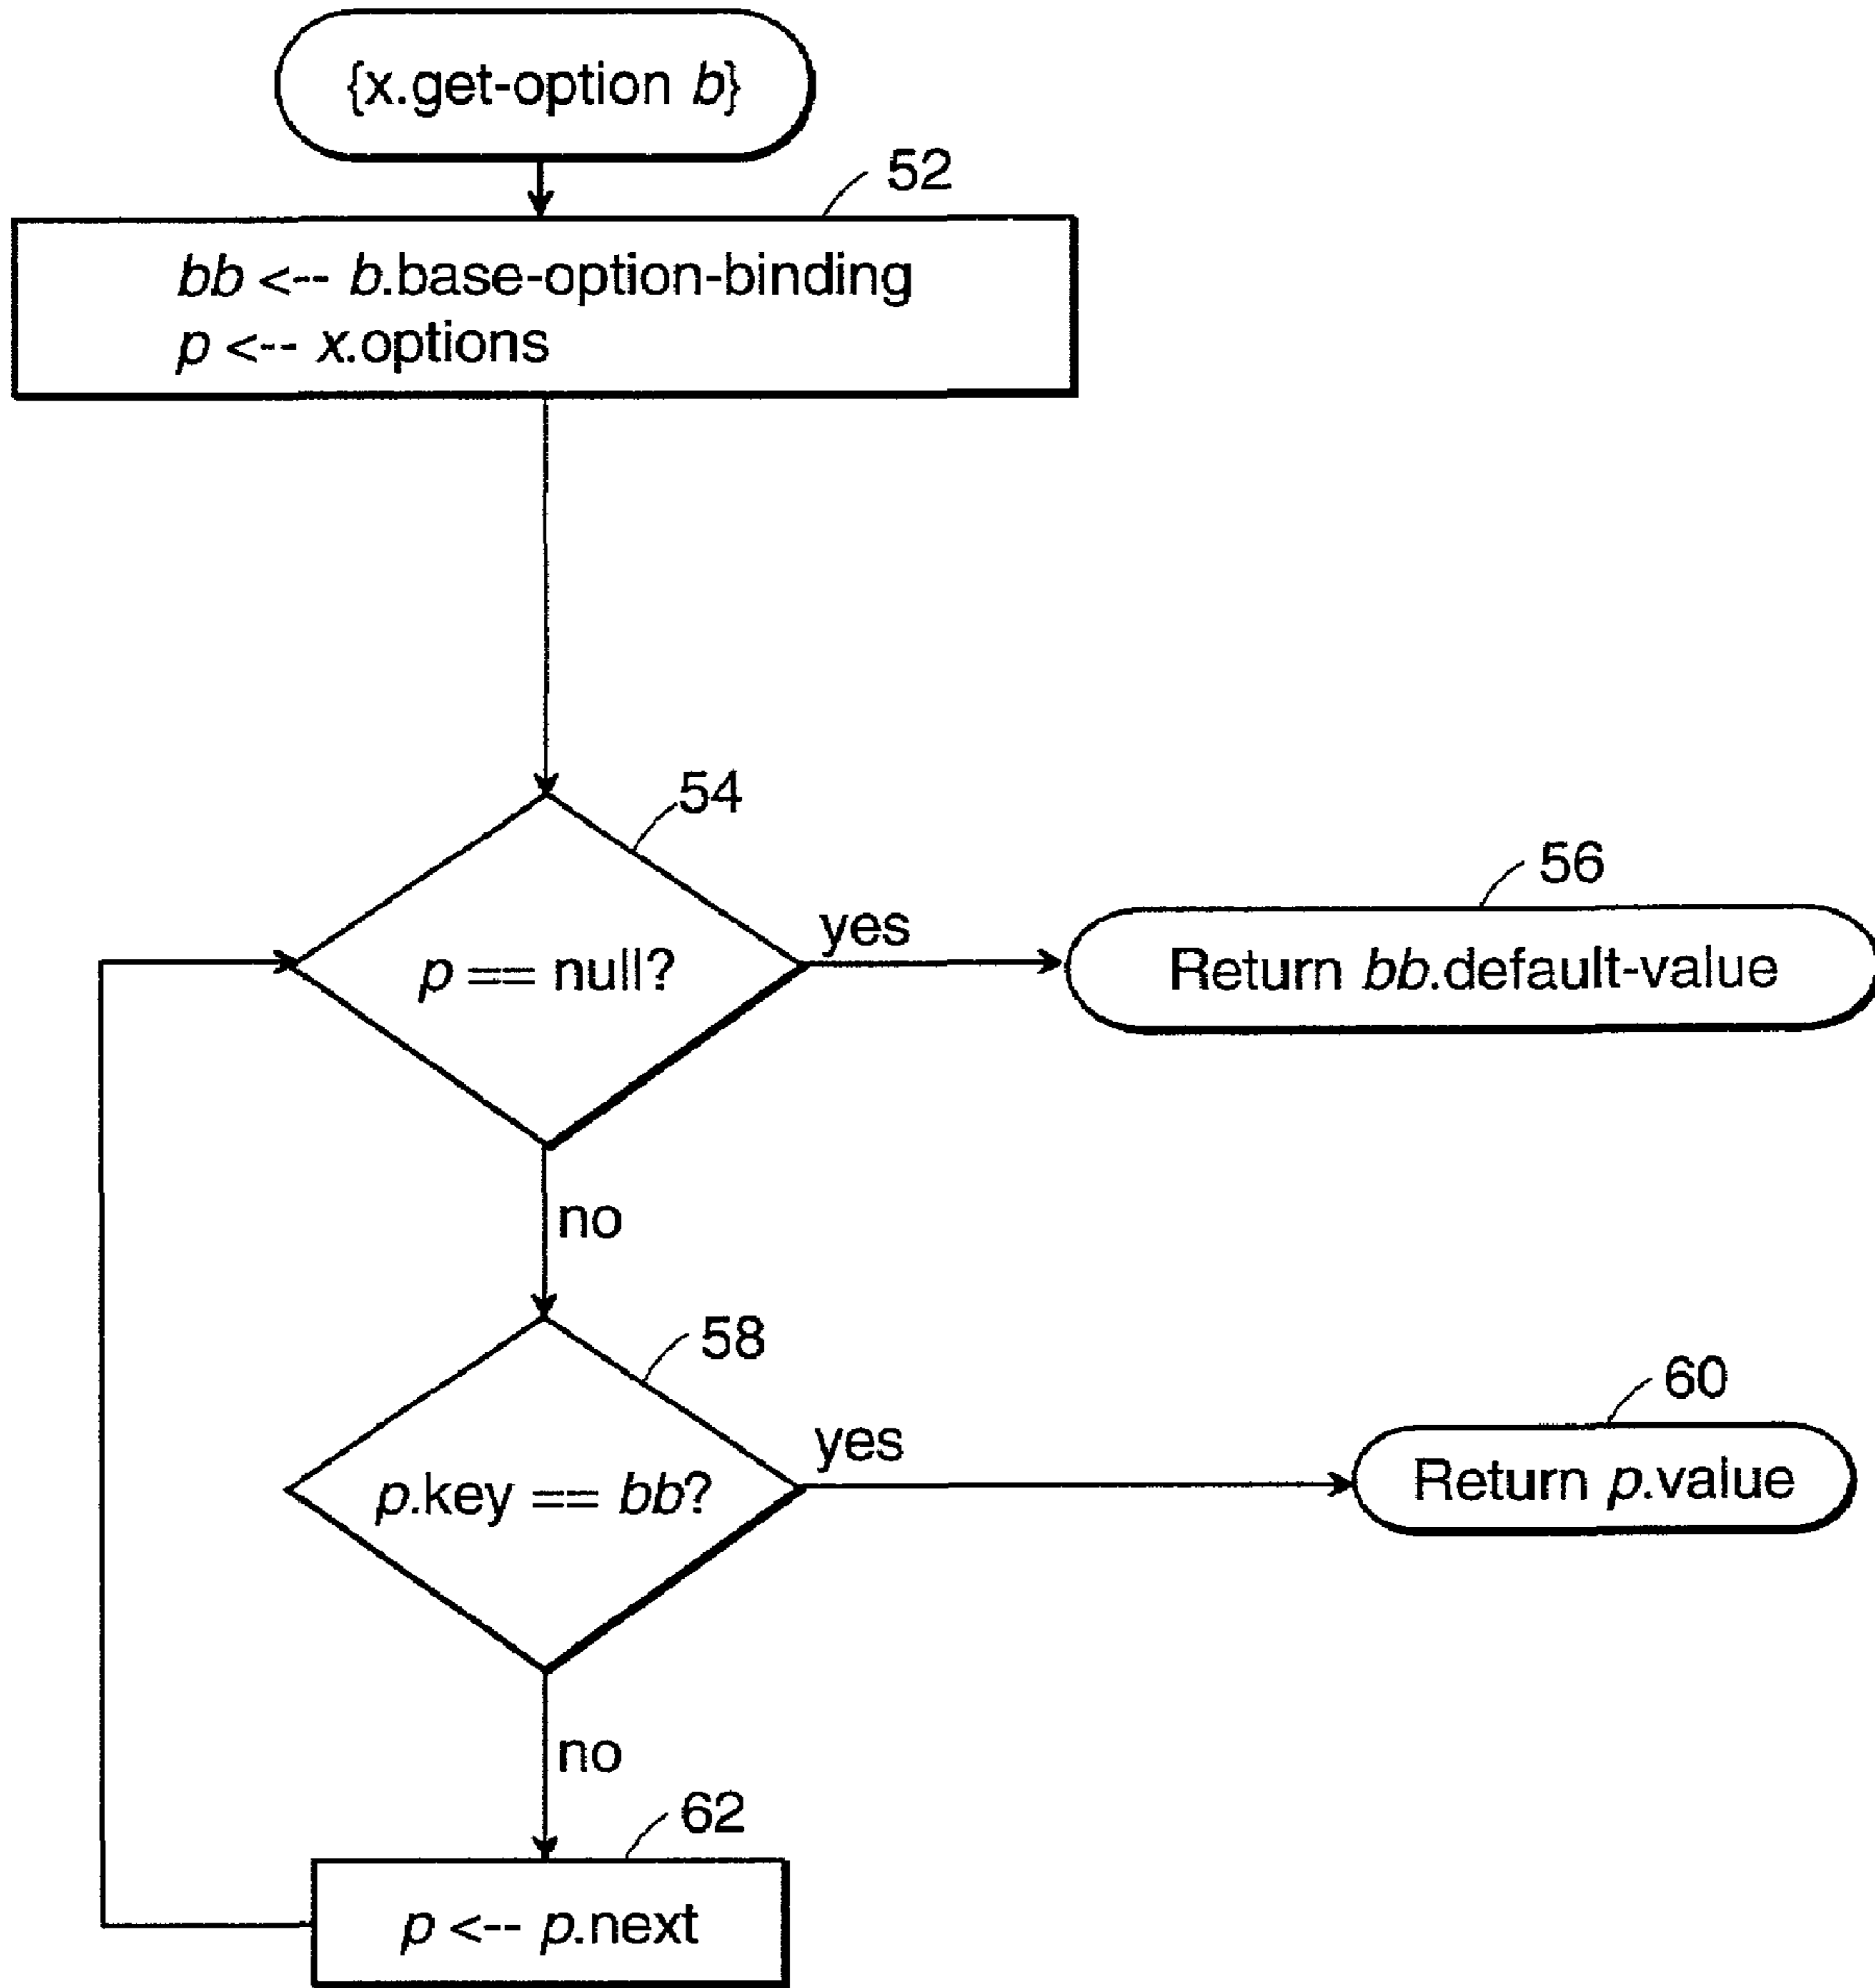 {x.get-option b}
52
bb <-- b.base-option-binding
p <-- x.options
54
p == null?
yes
56
Return bb.default-value
no
58
p.key == bb?
yes
60
Return p.value
no
62
p <-- p.next